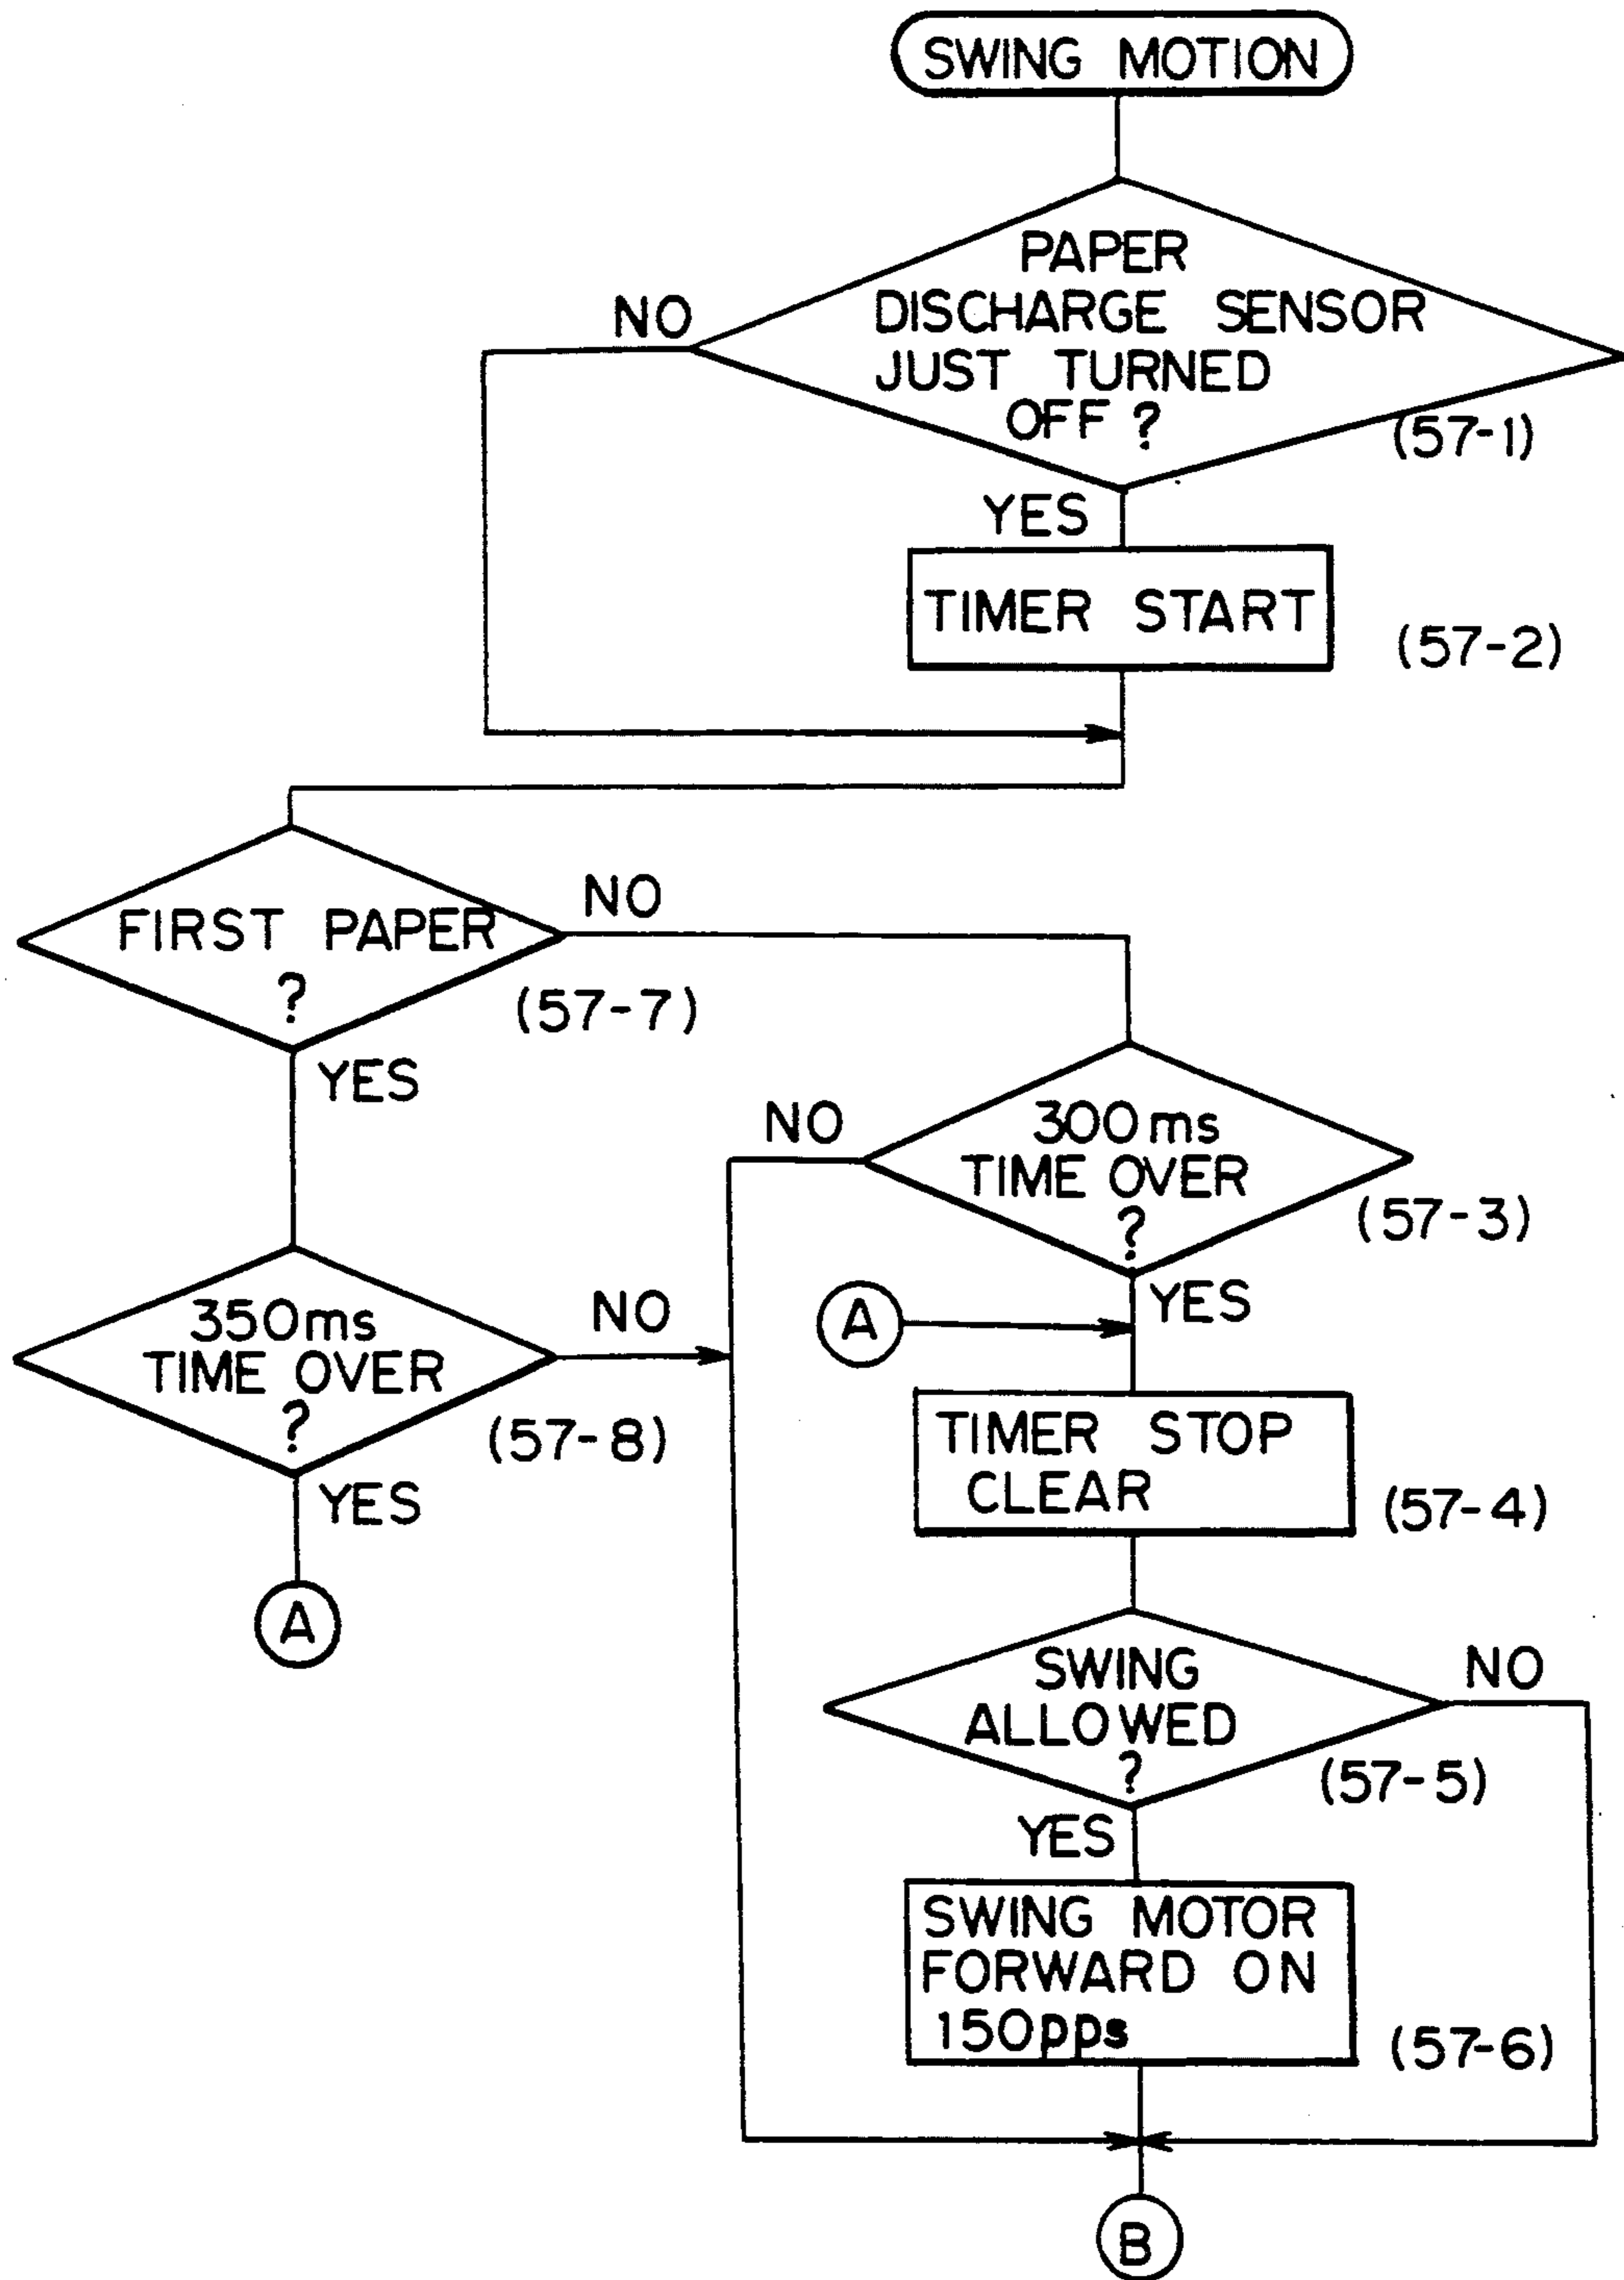 SWING MOTION
PAPER
DISCHARGE SENSOR
JUST TURNED
OFF ?
(57-1)
NO
YES
TIMER START
(57-2)
FIRST PAPER
?
(57-7)
NO
YES
300ms
TIME OVER
?
(57-3)
NO
YES
350ms
TIME OVER
?
(57-8)
NO
YES
A
A
TIMER STOP
CLEAR
(57-4)
SWING
ALLOWED
?
(57-5)
NO
YES
SWING MOTOR
FORWARD ON
150pps
(57-6)
B